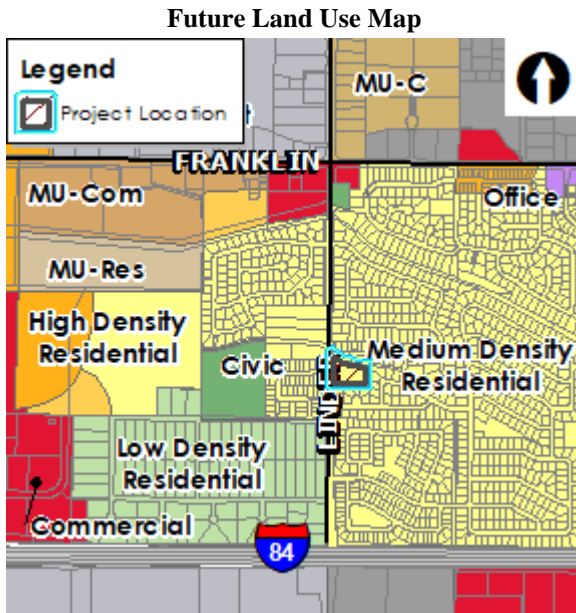 Future Land Use Map
Legend
Project Location
MU-C
FRANKLIN
MU-Com
Office
MU-Res
High Density
Residential
Civic
Medium Density
Residential
Low Density
Residential
Commercial
84